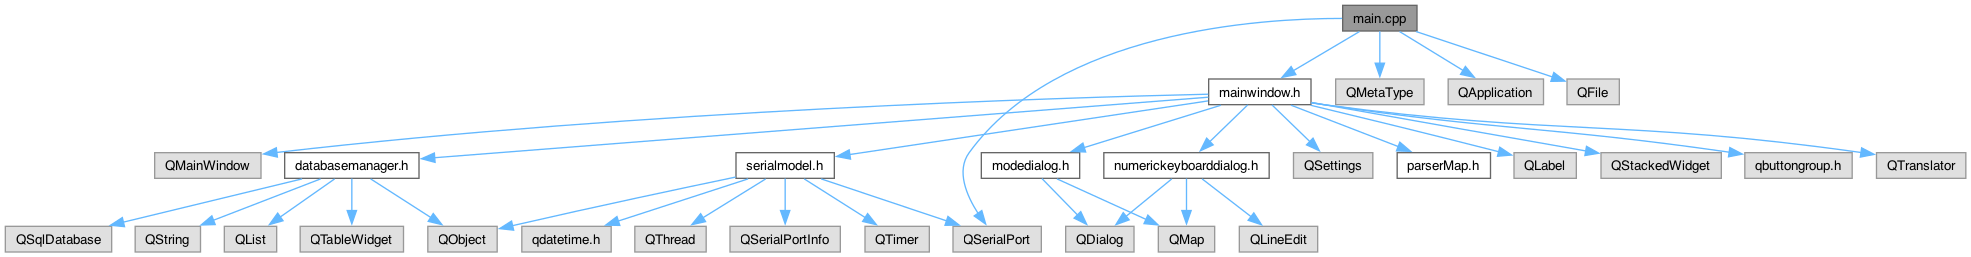 main.cpp
mainwindow.h
QMetaType
QApplication
QFile
QMainWindow
databasemanager.h
serialmodel.h
modedialog.h
numerickeyboarddialog.h
QSettings
parserMap.h
QLabel
QStackedWidget
qbuttongroup.h
QTranslator
QSqlDatabase
QString
QList
QTableWidget
QObject
qdatetime.h
QThread
QSerialPortInfo
QTimer
QSerialPort
QDialog
QMap
QLineEdit